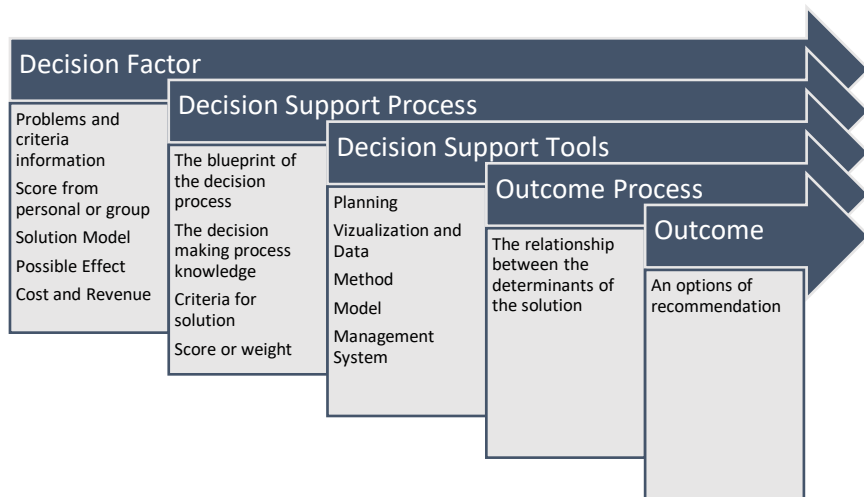 Decision Factor
Problems and
criteria
information
Score from
personal or group
Solution Model
Possible Effect
Cost and Revenue
Decision Support Process
The blueprint of
the decision
process
The decision
making process
knowledge
Criteria for
solution
Score or weight
Decision Support Tools
Planning
Vizualization and
Data
Method
Model
Management
System
Outcome Process
The relationship
between the
determinants of
the solution
Outcome
An options of
recommendation